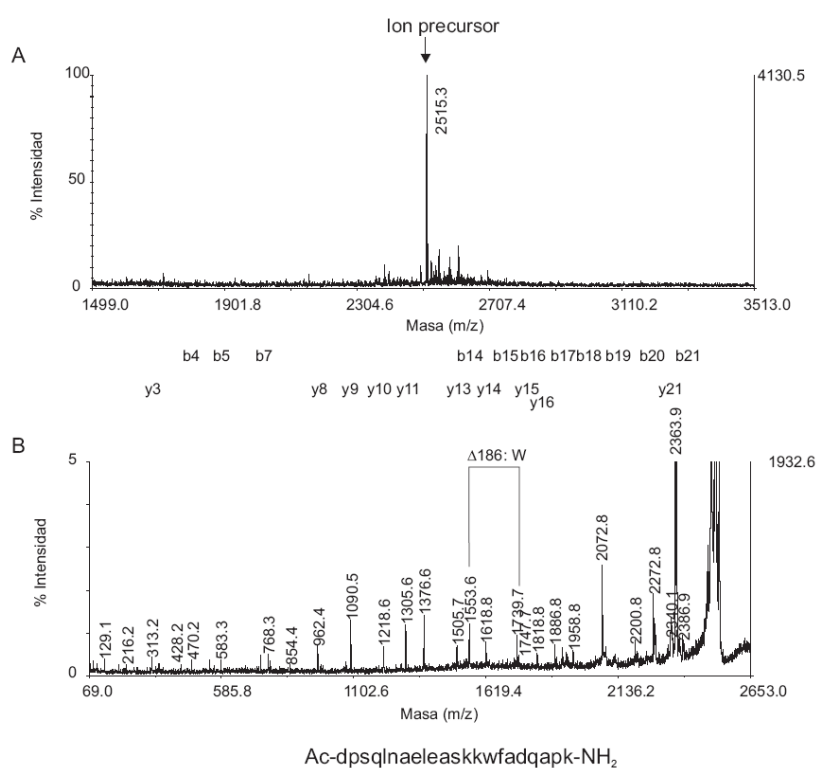 Ion precursor
A
100
4130.5
2515.3
50
% Intensidad
0
1499.0 1901.8 2304.6 2707.4 3110.2 3513.0
Masa (m/z)
b4 b5 b7 b14 b15 b16 b17 b18 b19 b20 b21
y3 y8 y9 y10 y11 y13 y14 y15 y21
y16
B
5
Δ186: W
2363.9
1932.6
% Intensidad
129.1 216.2 313.2 428.2 470.2 583.3 768.3 854.4 962.4 1090.5 1218.6 1305.6 1376.6 1505.7 1553.6 1618.8 1739.7 1747.7 1818.8 1886.8 1958.8 2072.8 2200.8 2272.8 2340.1 2386.9
0
69.0 585.8 1102.6 1619.4 2136.2 2653.0
Masa (m/z)
Ac-dpsqlnaeleaskkwfadqapk-NH₂